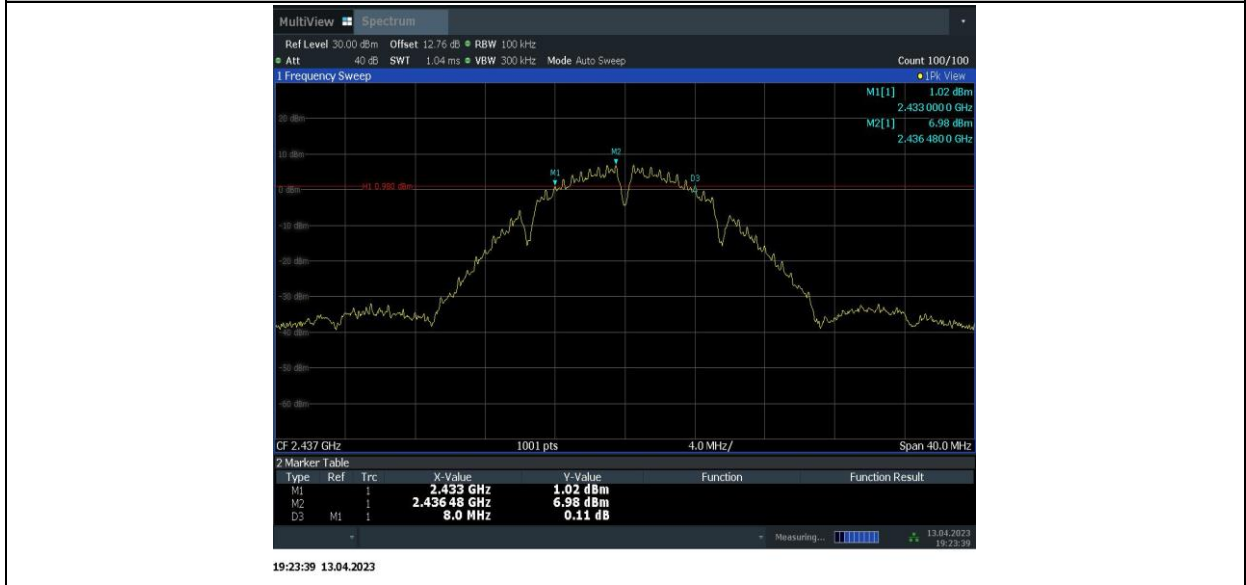 MultiView Spectrum
Ref Level 30.00 dBm Offset 12.76 dB RBW 100 kHz
Att 40 dB SWT 1.04 ms VBW 300 kHz Mode Auto Sweep Count 100/100
1 Frequency Sweep 1Pk View
M1[1] 1.02 dBm
2.433 000 0 GHz
20 dBm
M2[1] 6.98 dBm
2.436 480 0 GHz
10 dBm
M2
M1
D3
0 dBm
H1 0.980 dBm
-10 dBm
-20 dBm
-30 dBm
-40 dBm
-50 dBm
-60 dBm
CF 2.437 GHz 1001 pts 4.0 MHz/ Span 40.0 MHz
2 Marker Table
Type Ref Trc X-Value Y-Value Function Function Result
M1 1 2.433 GHz 1.02 dBm
M2 1 2.436 48 GHz 6.98 dBm
D3 M1 1 8.0 MHz 0.11 dB
Measuring... 13.04.2023
19:23:39
19:23:39 13.04.2023